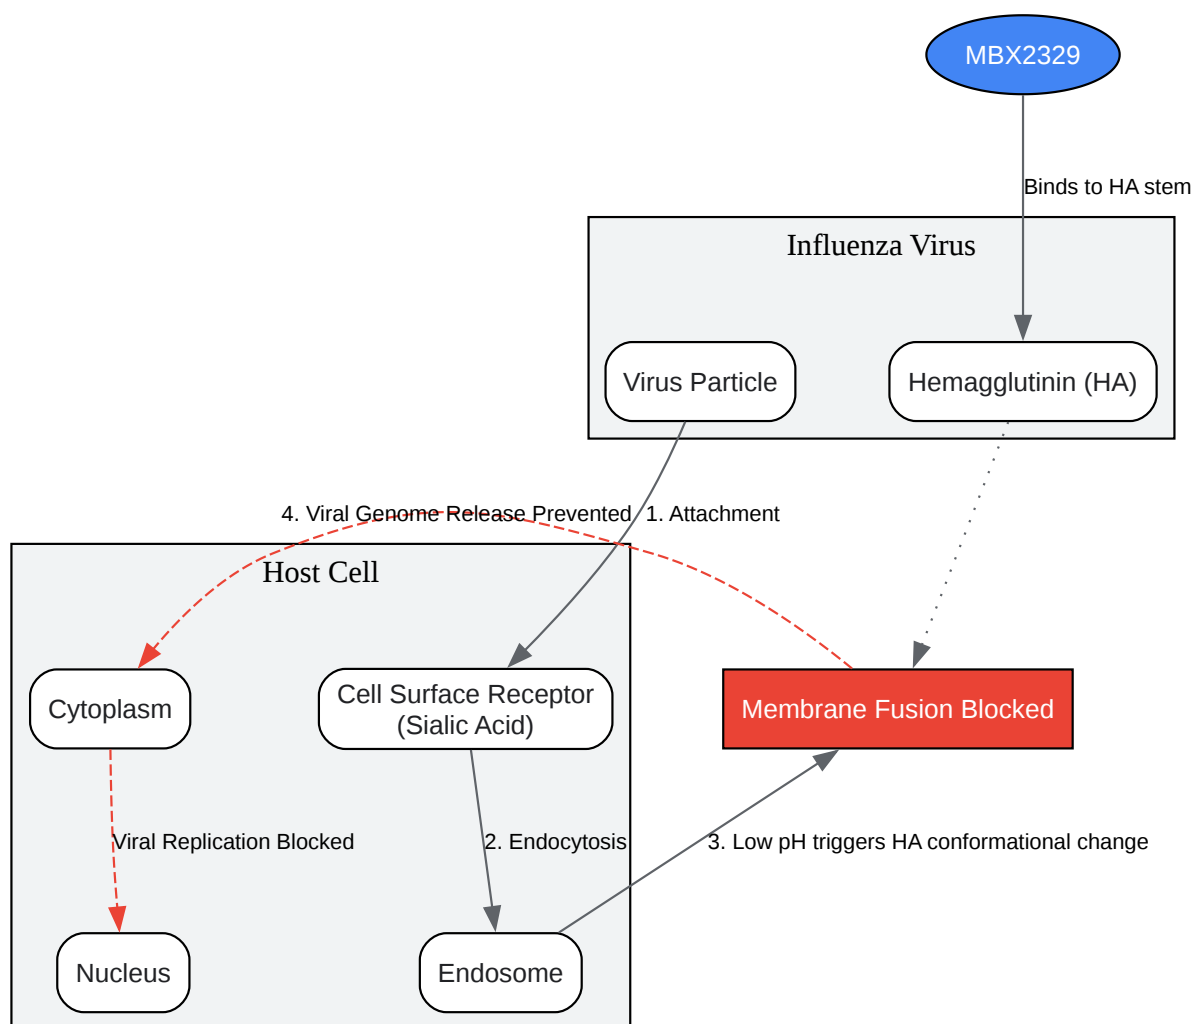 MBX2329
Binds to HA stem
Influenza Virus
Virus Particle
Hemagglutinin (HA)
4. Viral Genome Release Prevented
1. Attachment
Host Cell
Cytoplasm
Cell Surface Receptor
(Sialic Acid)
Membrane Fusion Blocked
Viral Replication Blocked
2. Endocytosis
3. Low pH triggers HA conformational change
Nucleus
Endosome